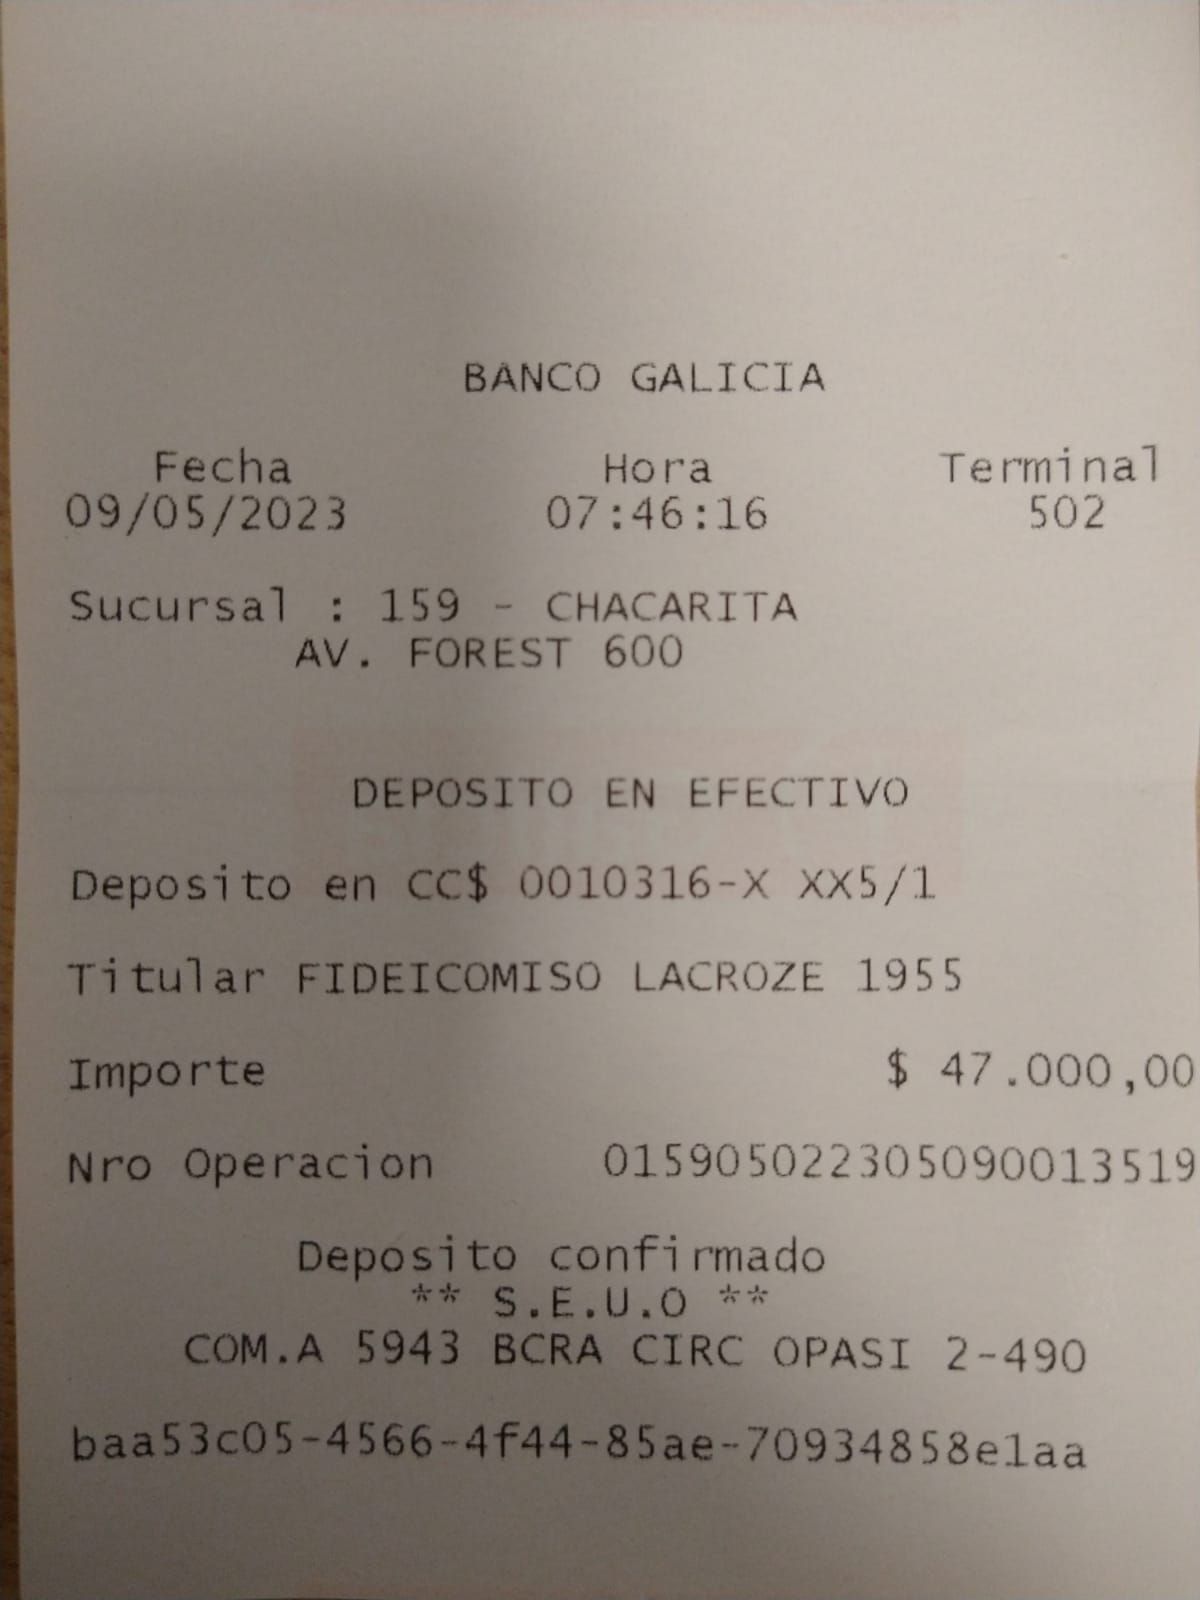 BANCO GALICIA
Fecha Hora Terminal
09/05/2023 07:46:16 502
Sucursal : 159 - CHACARITA
AV. FOREST 600
DEPOSITO EN EFECTIVO
Deposito en CC$ 0010316-X XX5/1
Titular FIDEICOMISO LACROZE 1955
Importe $ 47.000,00
Nro Operacion 015905022305090013519
Deposito confirmado
** S.E.U.O **
COM.A 5943 BCRA CIRC OPASI 2-490
baa53c05-4566-4f44-85ae-70934858e1aa